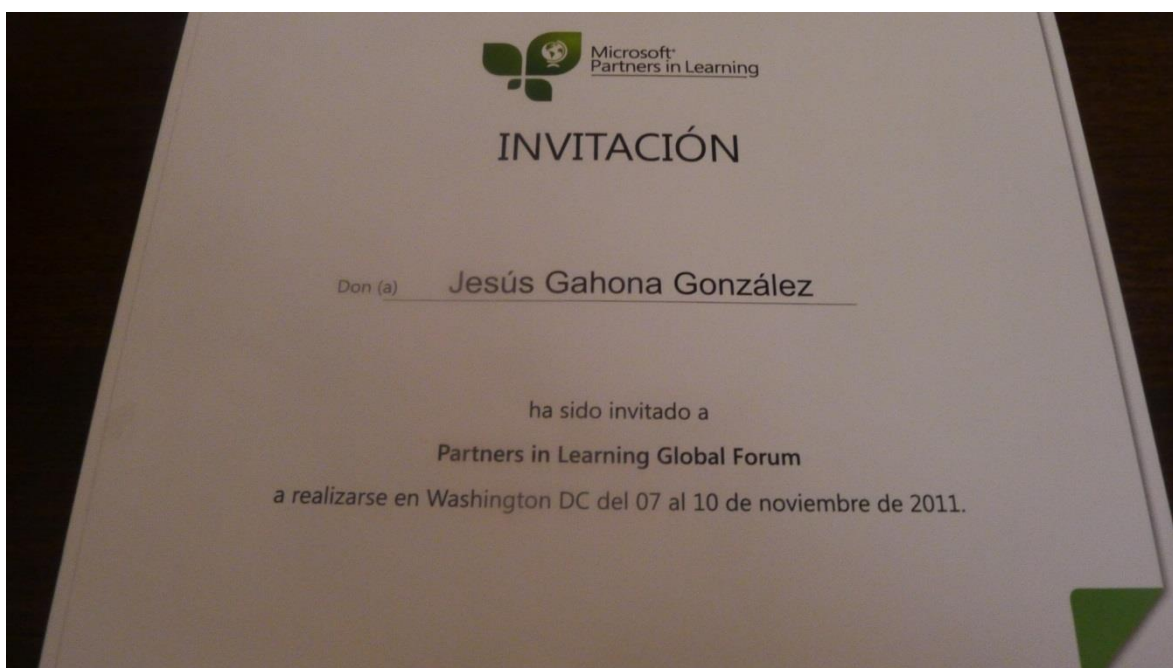 Microsoft®
Partners in Learning
INVITACIÓN
Don (a) Jesús Gahona González
ha sido invitado a
Partners in Learning Global Forum
a realizarse en Washington DC del 07 al 10 de noviembre de 2011.